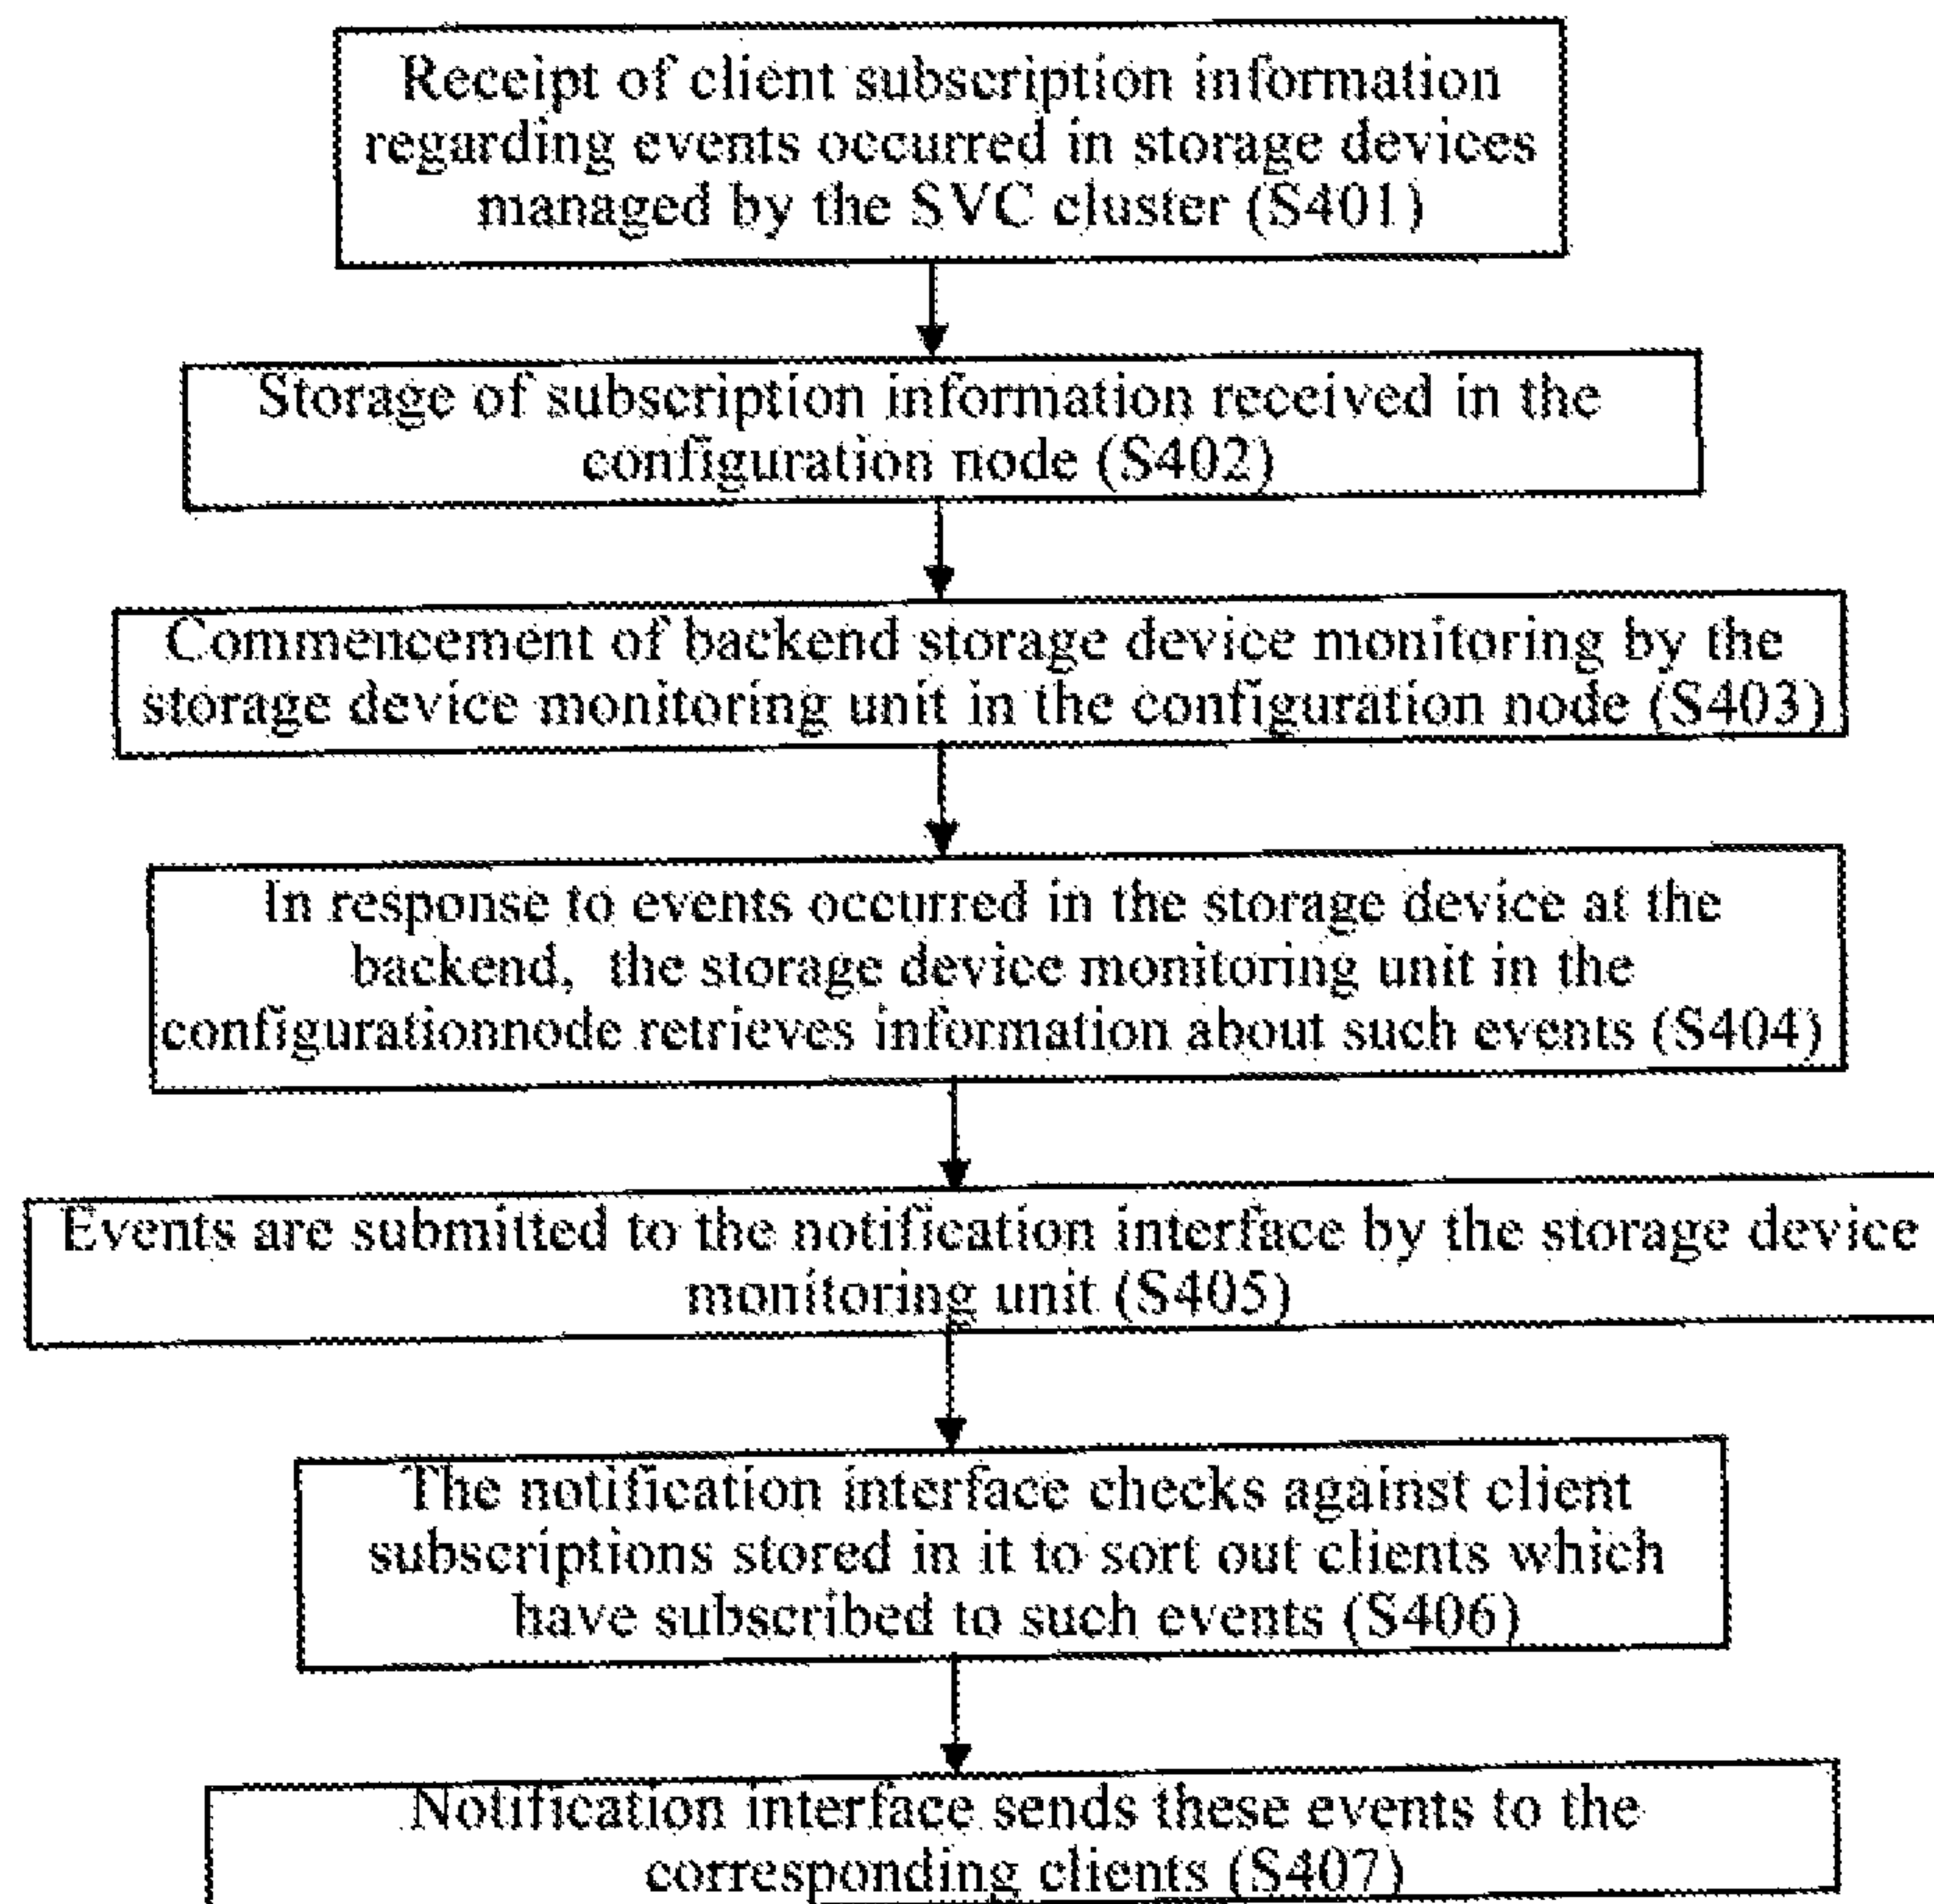 Receipt of client subscription information
regarding events occurred in storage devices
managed by the SVC cluster (S401)
Storage of subscription information received in the
configuration node (S402)
Commencement of backend storage device monitoring by the
storage device monitoring unit in the configuration node (S403)
In response to events occurred in the storage device at the
backend, the storage device monitoring unit in the
configurationnode retrieves information about such events (S404)
Events are submitted to the notification interface by the storage device
monitoring unit (S405)
The notification interface checks against client
subscriptions stored in it to sort out clients which
have subscribed to such events (S406)
Notification interface sends these events to the
corresponding clients (S407)